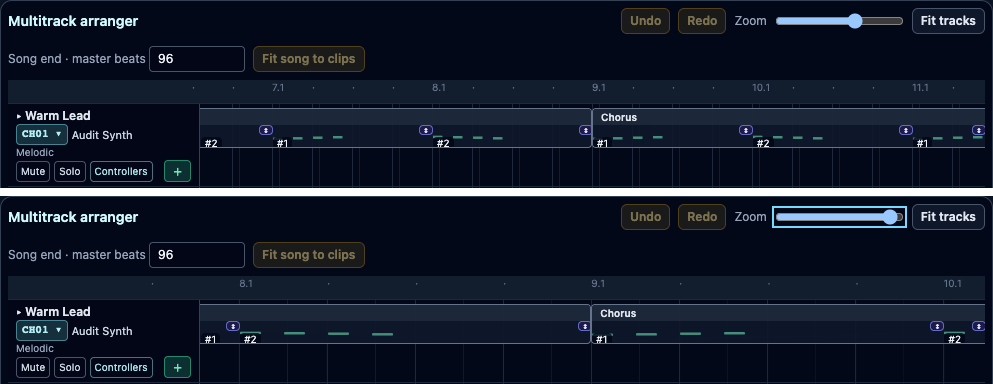 Multitrack arranger Undo Redo Zoom Fit tracks
Song end · master beats 96 Fit song to clips
7.1 8.1 9.1 10.1 11.1
▸ Warm Lead Chorus
CH01 ▾ Audit Synth
#2 #1 #2 #1 #2 #1
Melodic
Mute Solo Controllers +
Multitrack arranger Undo Redo Zoom Fit tracks
Song end · master beats 96 Fit song to clips
8.1 9.1 10.1
▸ Warm Lead Chorus
CH01 ▾ Audit Synth
#1 #2 #1 #2
Melodic
Mute Solo Controllers +